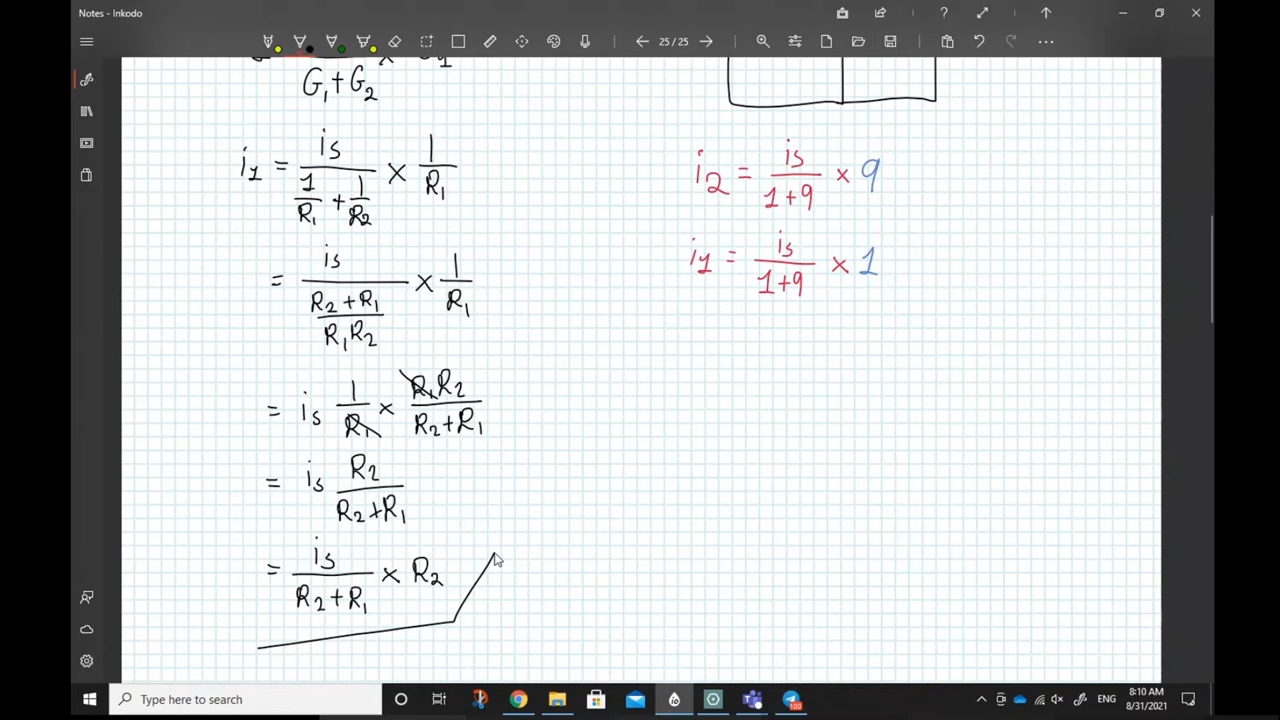 Notes - Inkodo
25/25
G₁ + G₂
i₁ = is / (1/R₁ + 1/R₂) × 1/R₁
= is / ((R₂ + R₁) / (R₁R₂)) × 1/R₁
= is 1/R₁ × R₁R₂ / (R₂ + R₁)
= is R₂ / (R₂ + R₁)
= is / (R₂ + R₁) × R₂
i2 = is / (1+9) × 9
i1 = is / (1+9) × 1
Type here to search
100
ENG
8:10 AM
8/31/2021